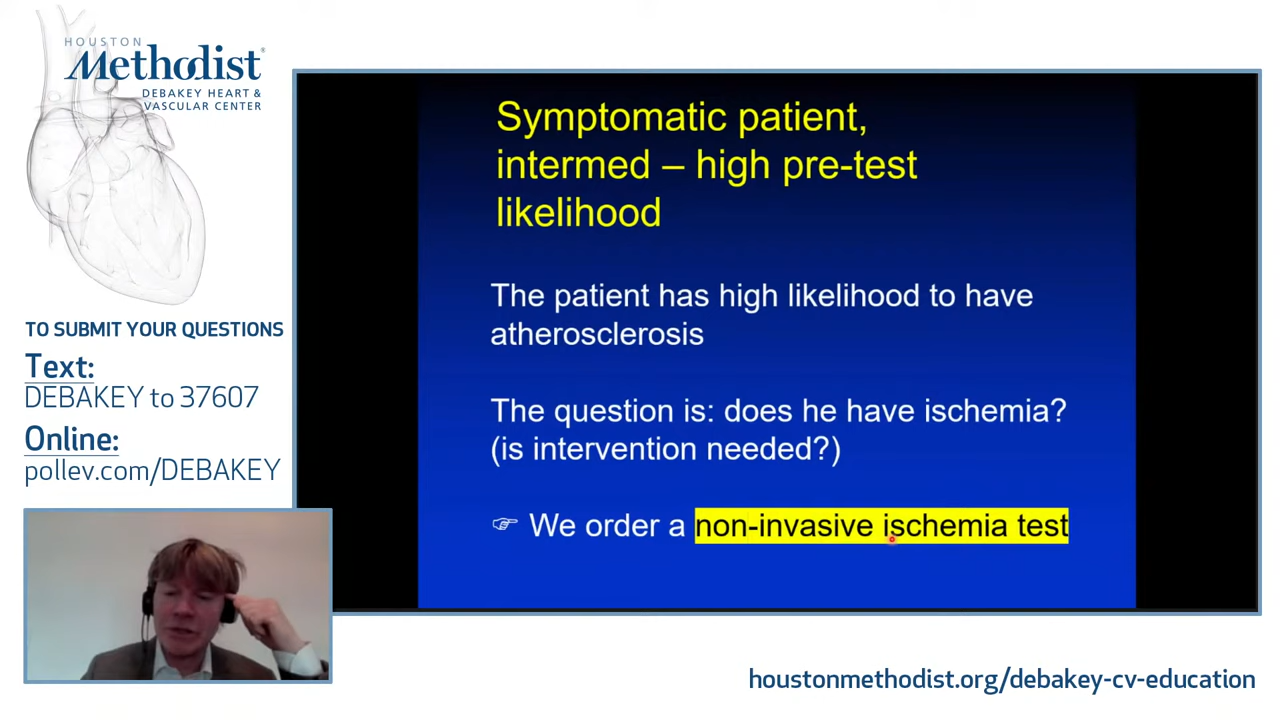 HOUSTON
Methodist®
DEBAKEY HEART &
VASCULAR CENTER
TO SUBMIT YOUR QUESTIONS
Text:
DEBAKEY to 37607
Online:
pollev.com/DEBAKEY
Symptomatic patient,
intermed – high pre-test
likelihood
The patient has high likelihood to have
atherosclerosis
The question is: does he have ischemia?
(is intervention needed?)
☞ We order a non-invasive ischemia test
houstonmethodist.org/debakey-cv-education